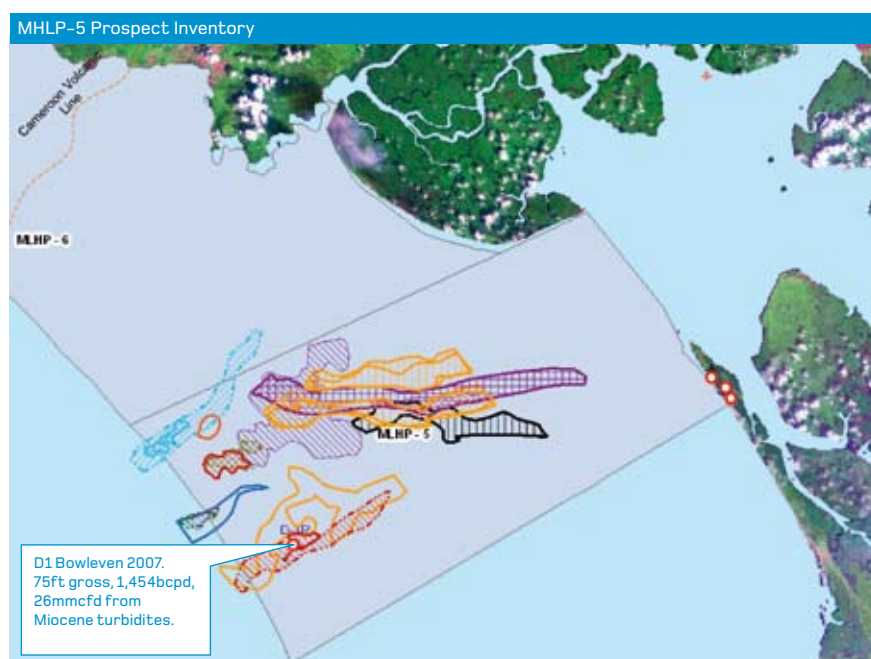 MHLP-5 Prospect Inventory
Cameroon Volcanic
Line
MLHP - 6
MLHP - 5
D1 Bowleven 2007.
75ft gross, 1,454bcpd,
26mmcfd from
Miocene turbidites.